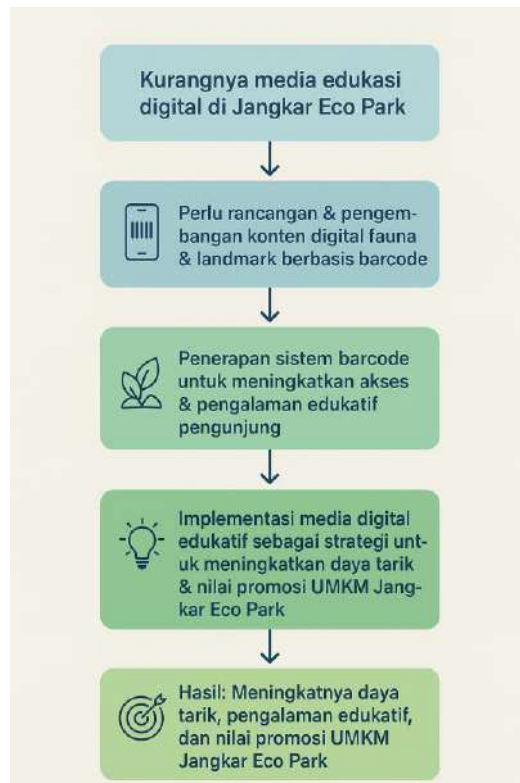 Kurangnya media edukasi
digital di Jangkar Eco Park
Perlu rancangan & pengem-
bangan konten digital fauna
& landmark berbasis barcode
Penerapan sistem barcode
untuk meningkatkan akses
& pengalaman edukatif
pengunjung
Implementasi media digital
edukatif sebagai strategi unt-
uk meningkatkan daya tarik
& nilai promosi UMKM Jang-
kar Eco Park
Hasil: Meningkatnya daya
tarik, pengalaman edukatif,
dan nilai promosi UMKM
Jangkar Eco Park